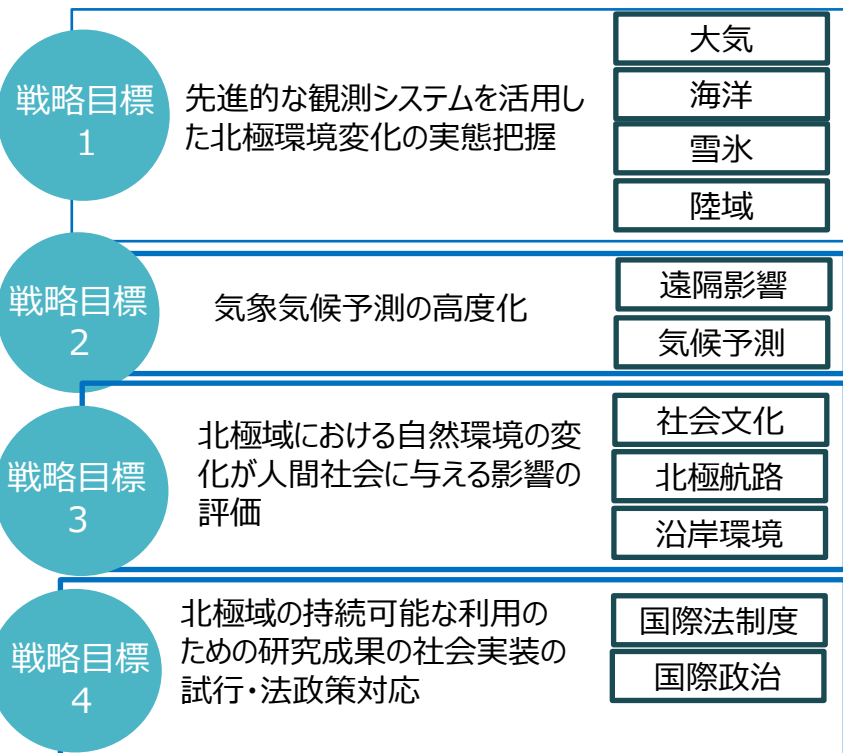 戦略目標
1
先進的な観測システムを活用し
た北極環境変化の実態把握
大気
海洋
雪氷
陸域
戦略目標
2
気象気候予測の高度化
遠隔影響
気候予測
戦略目標
3
北極域における自然環境の変
化が人間社会に与える影響の
評価
社会文化
北極航路
沿岸環境
戦略目標
4
北極域の持続可能な利用の
ための研究成果の社会実装の
試行・法政策対応
国際法制度
国際政治